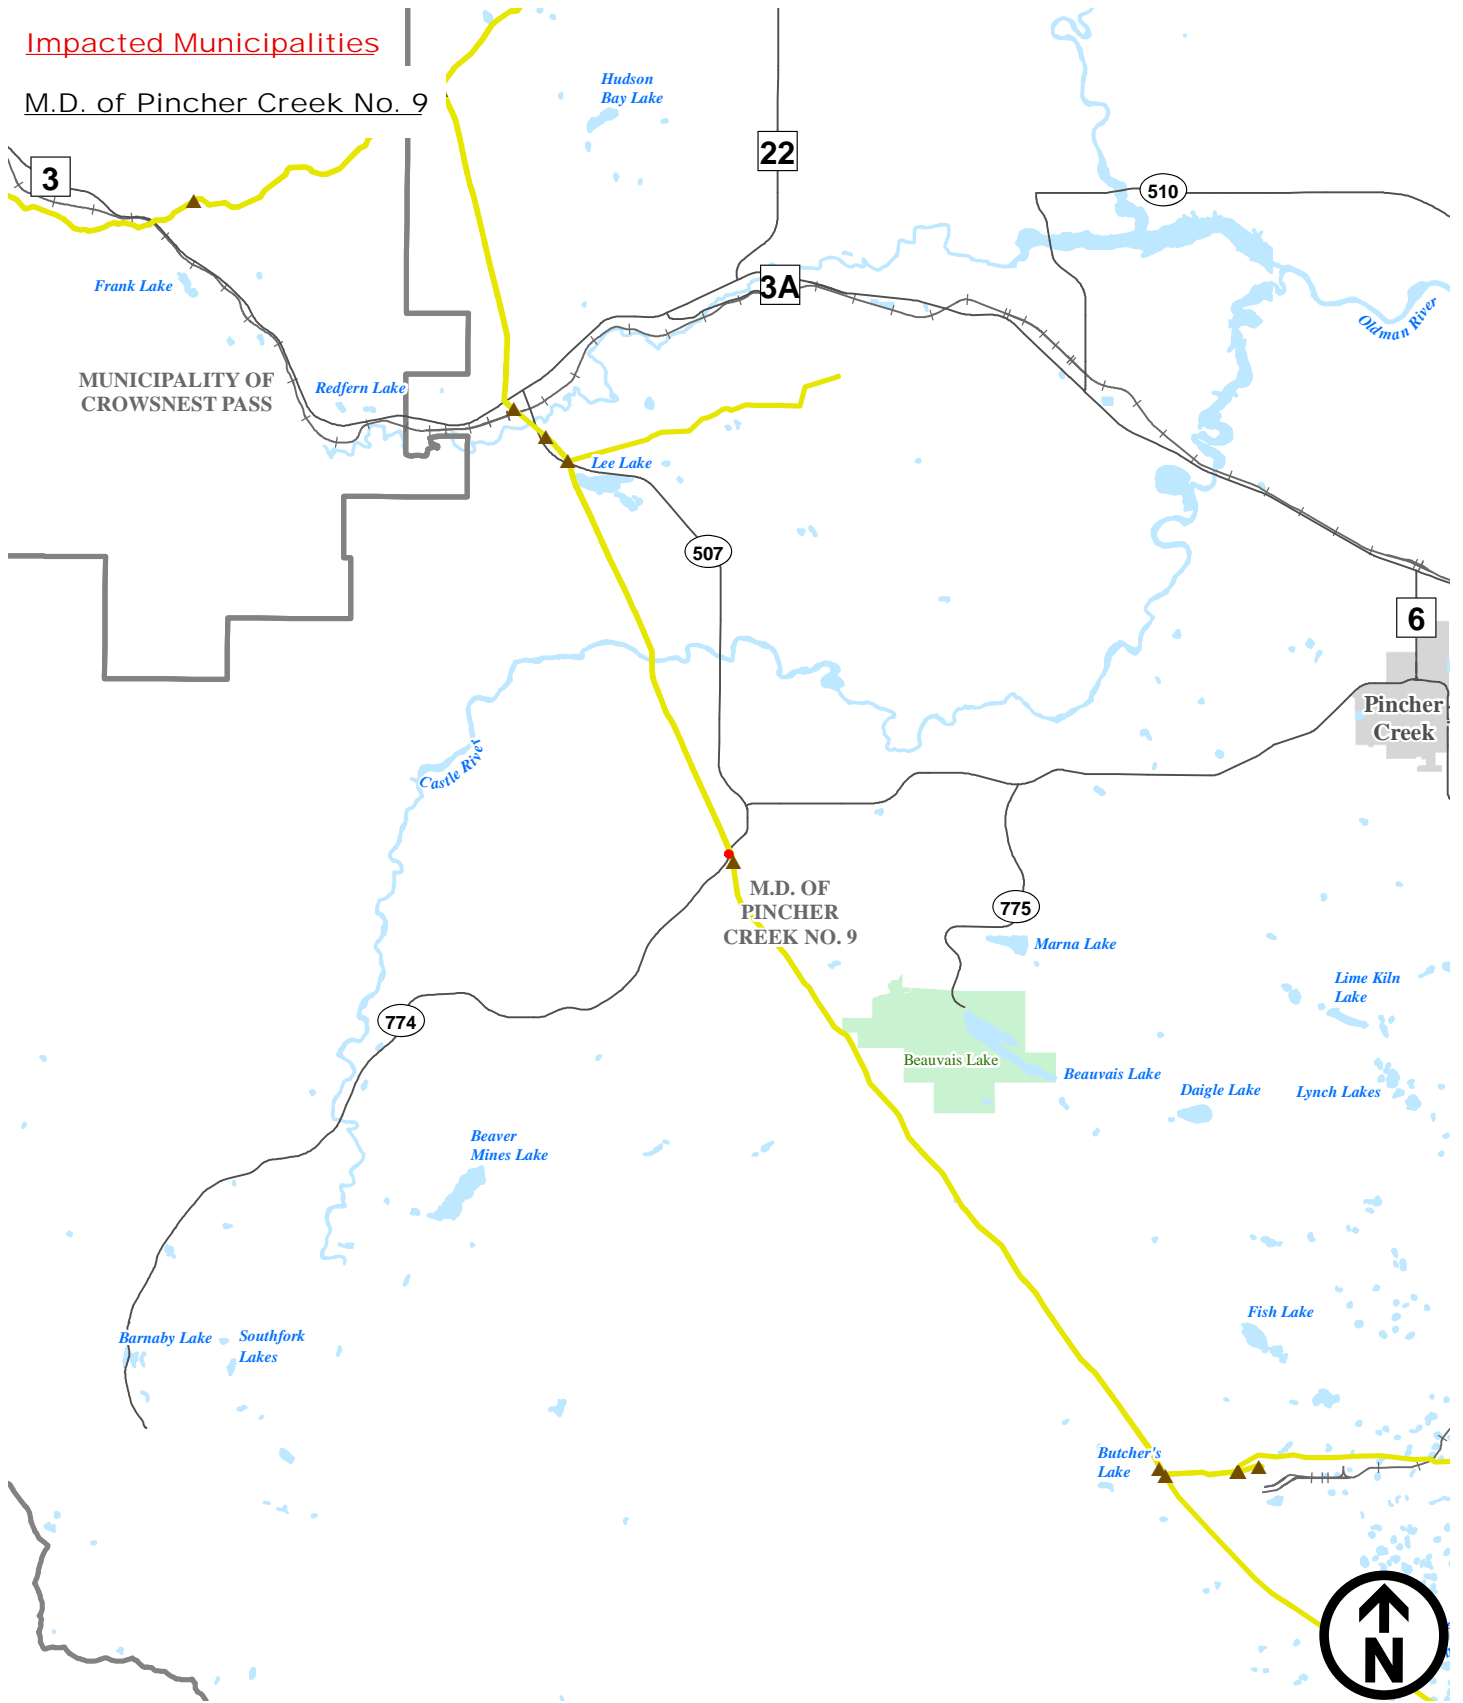 Impacted Municipalities
M.D. of Pincher Creek No. 9
Hudson
Bay Lake
22
3
510
3A
Frank Lake
Oldman River
MUNICIPALITY OF
CROWSNEST PASS
Redfern Lake
Lee Lake
507
6
Pincher
Creek
Castle River
M.D. OF
PINCHER
CREEK NO. 9
775
Marna Lake
Lime Kiln
Lake
774
Beauvais Lake
Beauvais Lake
Daigle Lake
Lynch Lakes
Beaver
Mines Lake
Fish Lake
Barnaby Lake
Southfork
Lakes
Butcher's
Lake
N